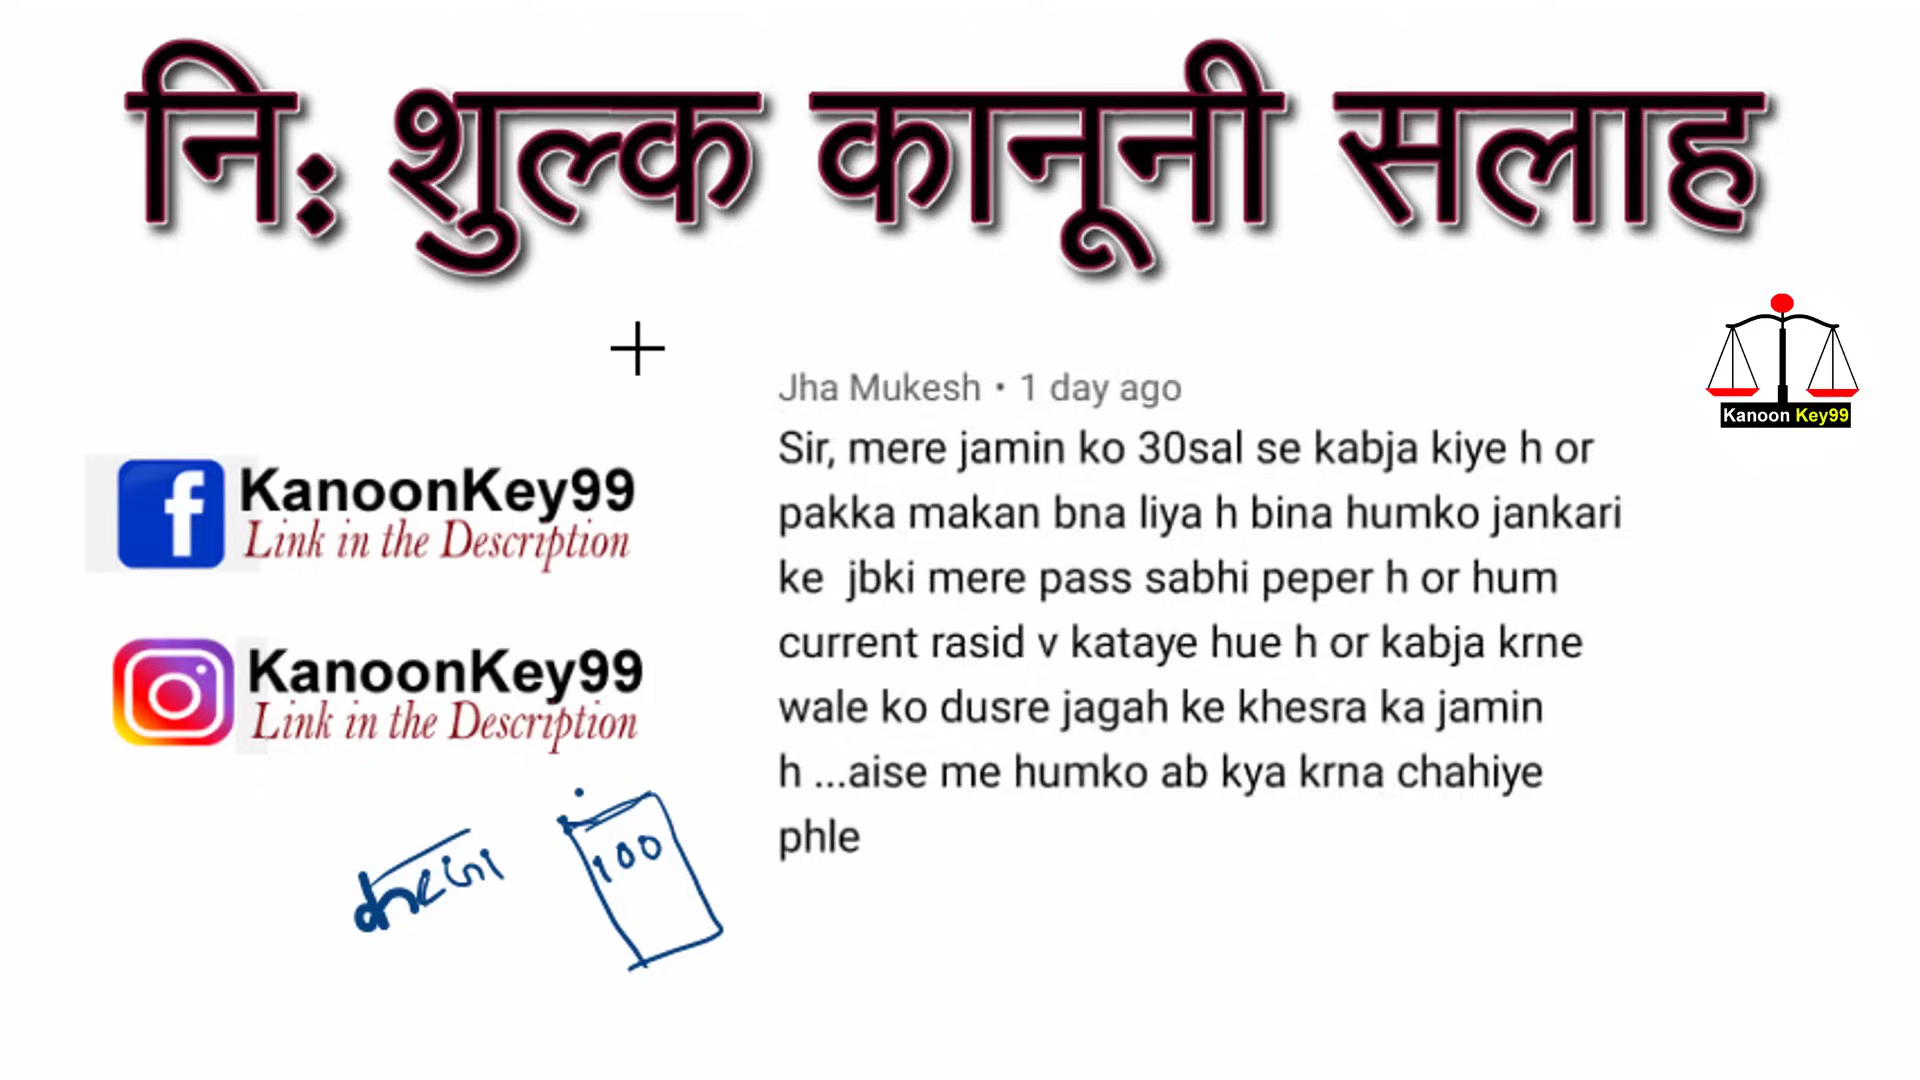 नि: शुल्क कानूनी सलाह
Kanoon Key99
Jha Mukesh • 1 day ago
Sir, mere jamin ko 30sal se kabja kiye h or
pakka makan bna liya h bina humko jankari
ke jbki mere pass sabhi peper h or hum
current rasid v kataye hue h or kabja krne
wale ko dusre jagah ke khesra ka jamin
h ...aise me humko ab kya krna chahiye
phle
KanoonKey99
Link in the Description
KanoonKey99
Link in the Description
100